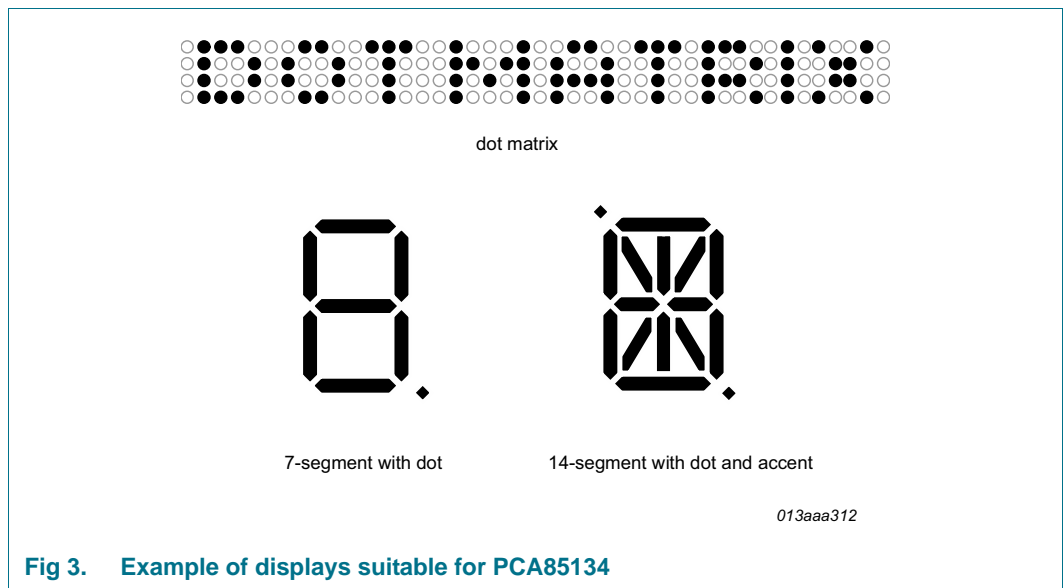 DOTMATRIX
dot matrix
7-segment with dot
14-segment with dot and accent
013aaa312
Fig 3. Example of displays suitable for PCA85134